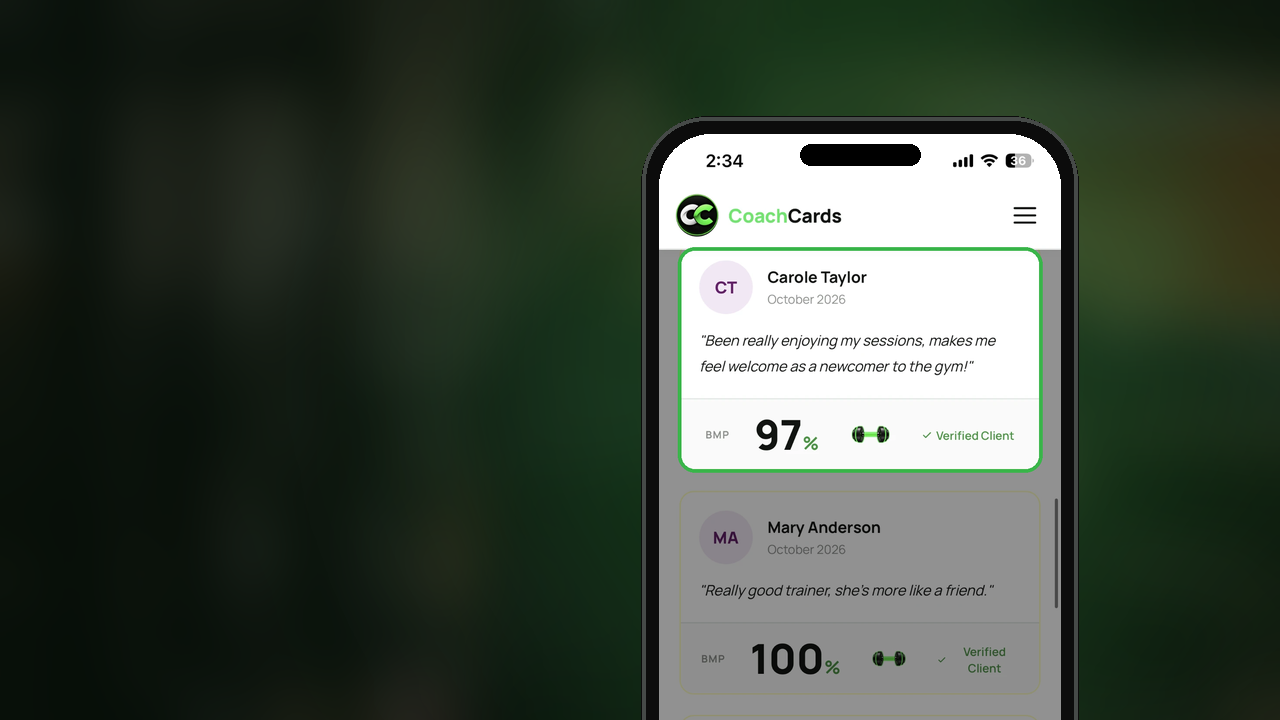 2:34
36
CC
CoachCards
CT
Carole Taylor
October 2026
"Been really enjoying my sessions, makes me
feel welcome as a newcomer to the gym!"
BMP
97%
✓ Verified Client
MA
Mary Anderson
October 2026
"Really good trainer, she's more like a friend."
BMP
100%
✓ Verified
Client